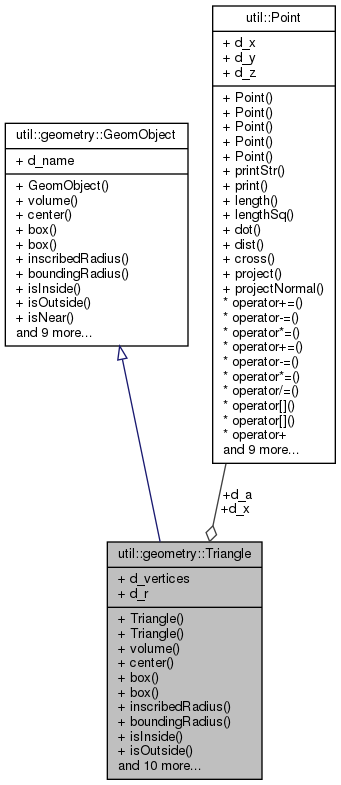 util::Point
+ d_x
+ d_y
+ d_z
+ Point()
+ Point()
+ Point()
+ Point()
+ Point()
+ printStr()
+ print()
+ length()
+ lengthSq()
+ dot()
+ dist()
+ cross()
+ project()
+ projectNormal()
* operator+=()
* operator-=()
* operator*=()
* operator+=()
* operator-=()
* operator*=()
* operator/=()
* operator[]()
* operator[]()
* operator+
and 9 more...
util::geometry::GeomObject
+ d_name
+ GeomObject()
+ volume()
+ center()
+ box()
+ box()
+ inscribedRadius()
+ boundingRadius()
+ isInside()
+ isOutside()
+ isNear()
and 9 more...
+d_a
+d_x
util::geometry::Triangle
+ d_vertices
+ d_r
+ Triangle()
+ Triangle()
+ volume()
+ center()
+ box()
+ box()
+ inscribedRadius()
+ boundingRadius()
+ isInside()
+ isOutside()
and 10 more...